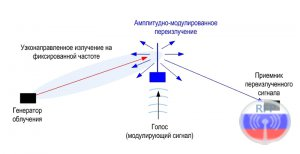 Амплитудно-модулированное
переизлучение
Узконаправленное излучение на
фиксированной частоте
Приемник
переизлученного
сигнала
Генератор
облучения
Голос
(модулирующий сигнал)